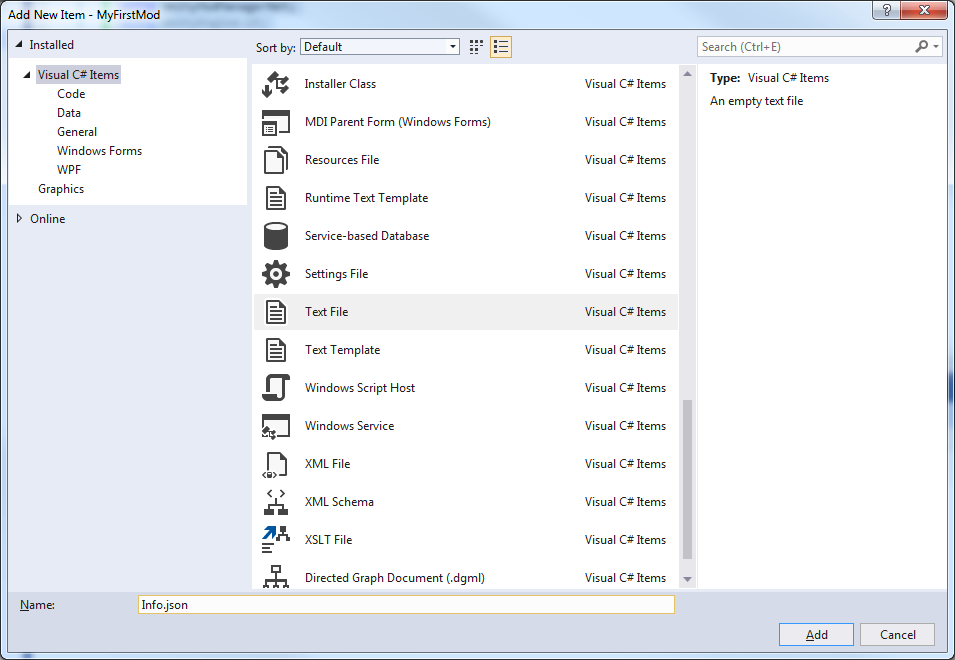 Add New Item - MyFirstMod
Installed
Visual C# Items
Code
Data
General
Windows Forms
WPF
Graphics
Online
Sort by: Default
Installer Class Visual C# Items
MDI Parent Form (Windows Forms) Visual C# Items
Resources File Visual C# Items
Runtime Text Template Visual C# Items
Service-based Database Visual C# Items
Settings File Visual C# Items
Text File Visual C# Items
Text Template Visual C# Items
Windows Script Host Visual C# Items
Windows Service Visual C# Items
XML File Visual C# Items
XML Schema Visual C# Items
XSLT File Visual C# Items
Directed Graph Document (.dgml) Visual C# Items
Search (Ctrl+E)
Type: Visual C# Items
An empty text file
Name: Info.json
Add Cancel